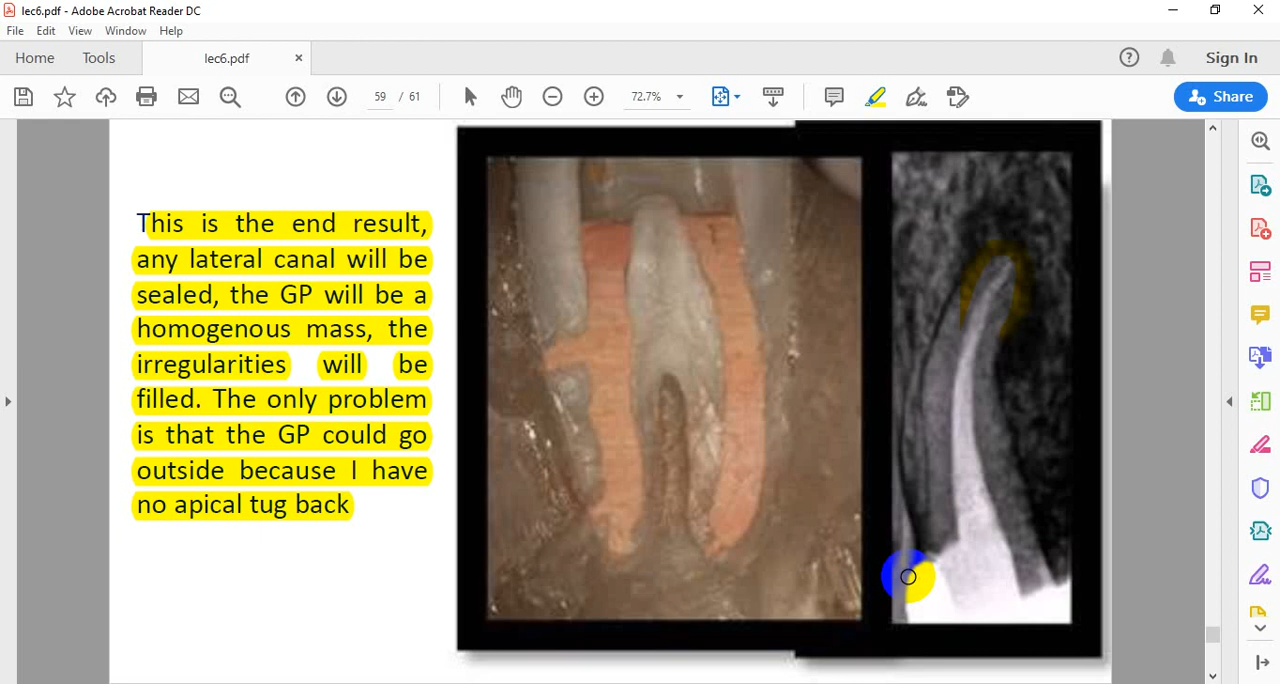 lec6.pdf - Adobe Acrobat Reader DC
File Edit View Window Help
Home Tools lec6.pdf × Sign In
59 / 61 72.7% Share
This is the end result,
any lateral canal will be
sealed, the GP will be a
homogenous mass, the
irregularities will be
filled. The only problem
is that the GP could go
outside because I have
no apical tug back